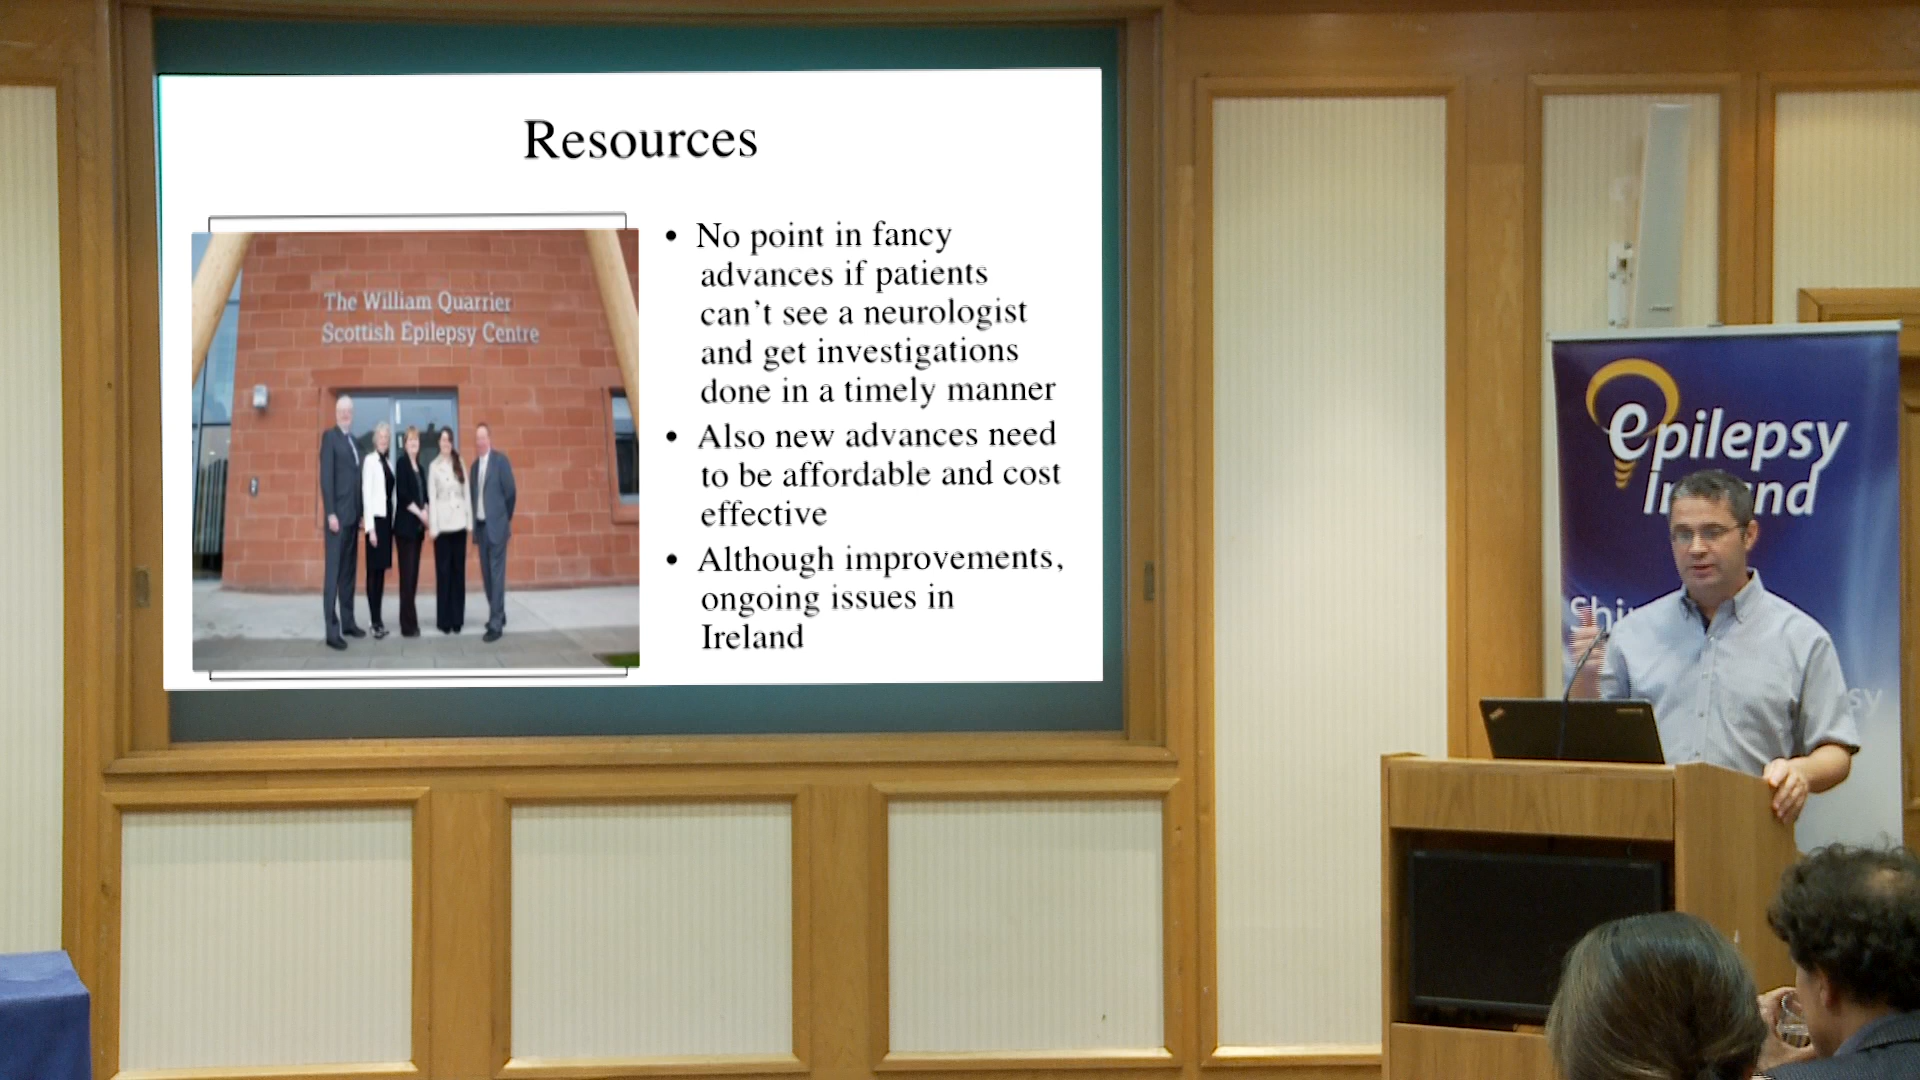 Resources
The William Quarrier
Scottish Epilepsy Centre
• No point in fancy
advances if patients
can't see a neurologist
and get investigations
done in a timely manner
• Also new advances need
to be affordable and cost
effective
• Although improvements,
ongoing issues in
Ireland
epilepsy